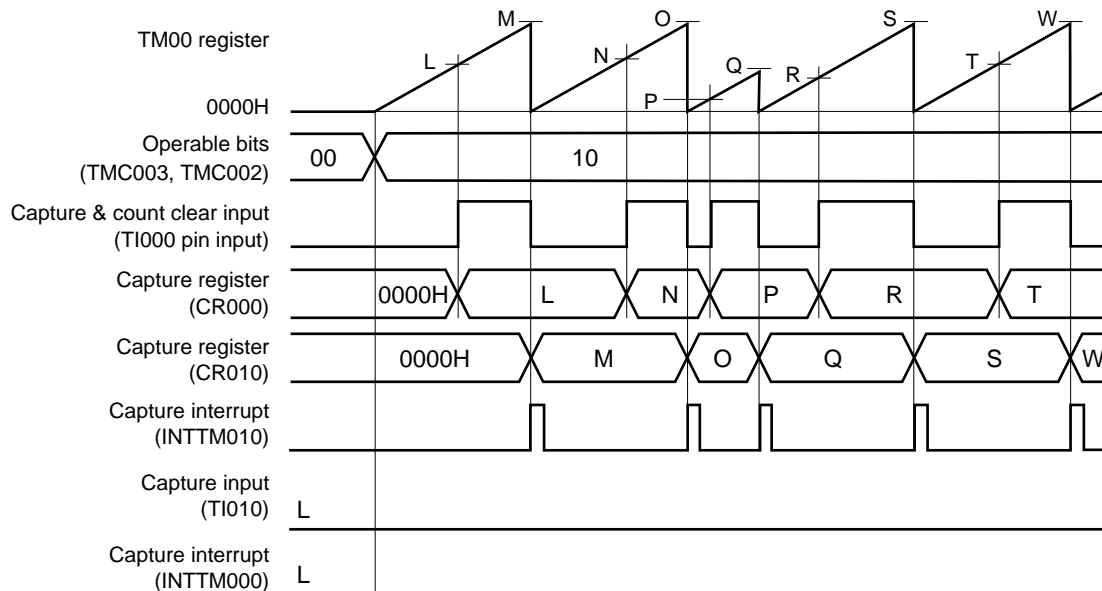 TM00 register
M
O
S
W
L
N
Q
R
T
P
0000H
Operable bits
(TMC003, TMC002)
00
10
Capture & count clear input
(TI000 pin input)
Capture register
(CR000)
0000H
L
N
P
R
T
Capture register
(CR010)
0000H
M
O
Q
S
W
Capture interrupt
(INTTM010)
Capture input
(TI010)
L
Capture interrupt
(INTTM000)
L